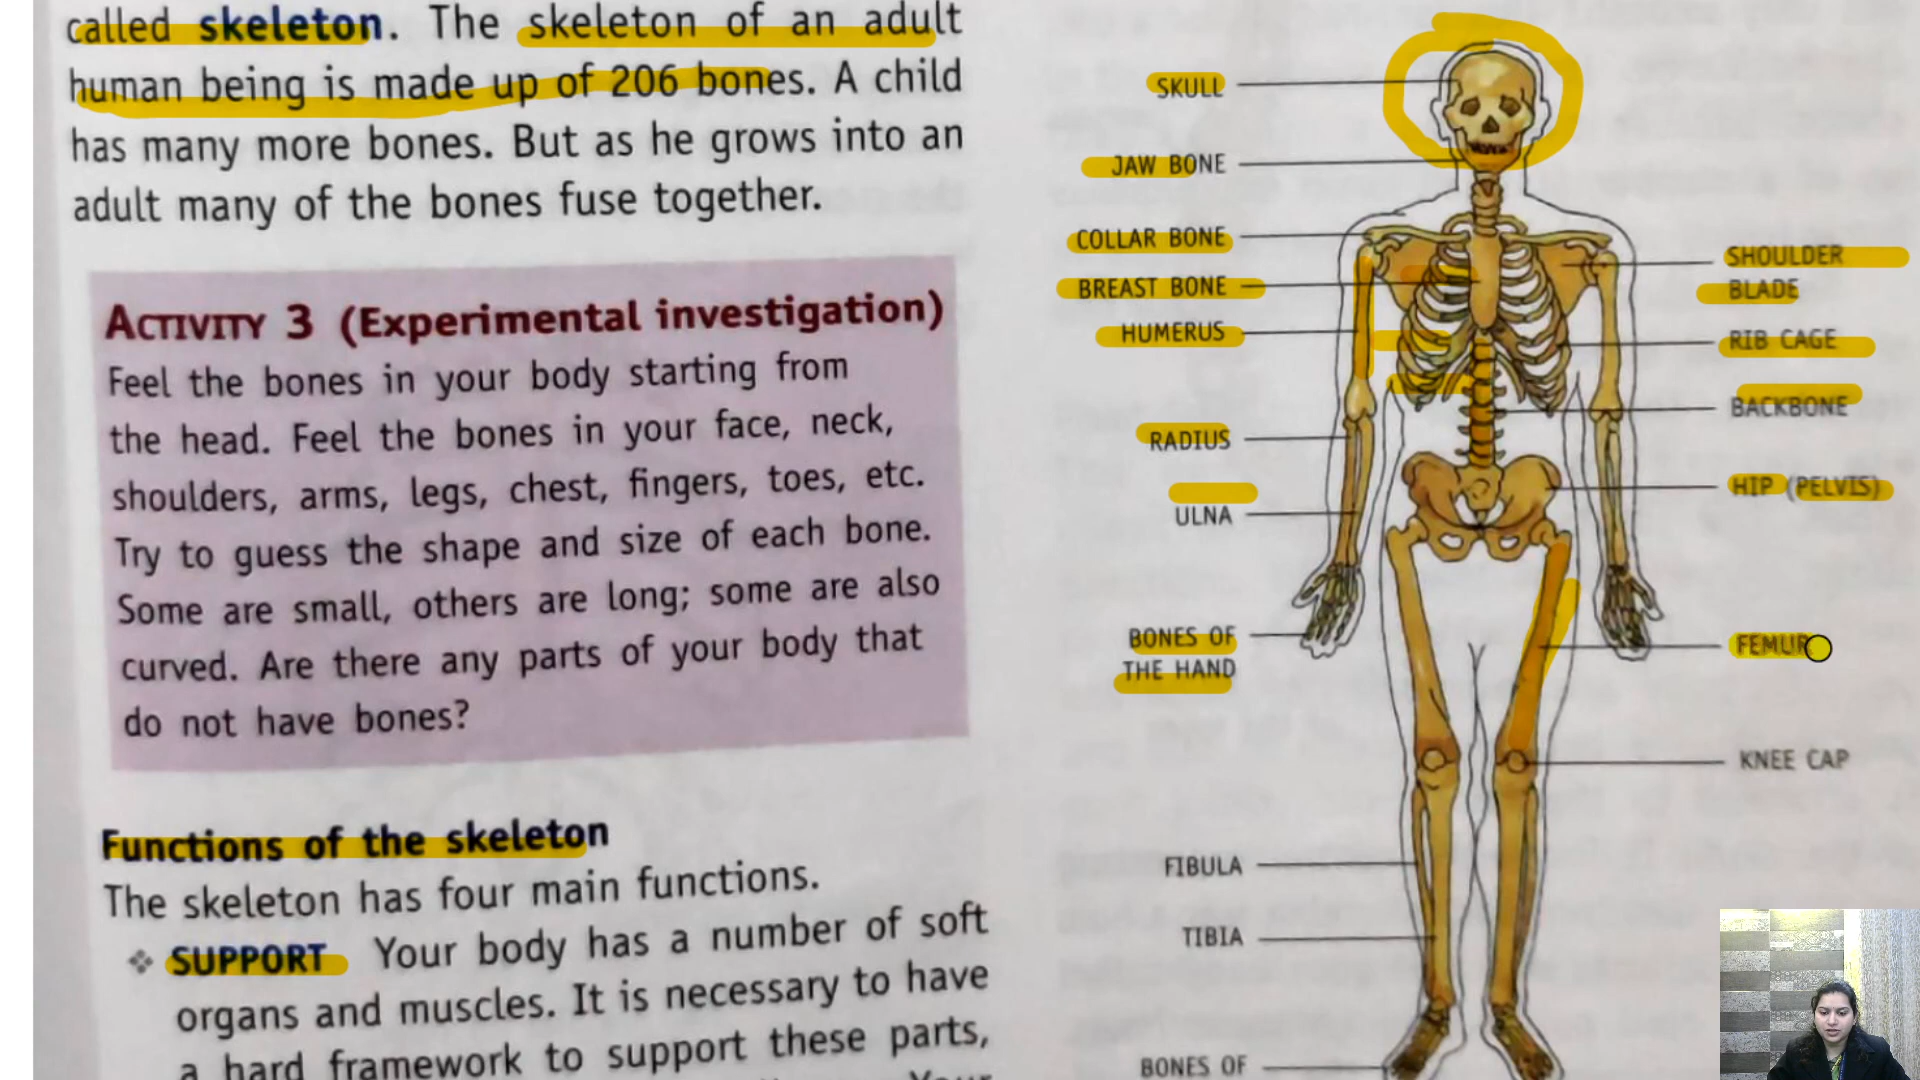 called skeleton. The skeleton of an adult
human being is made up of 206 bones. A child
has many more bones. But as he grows into an
adult many of the bones fuse together.
ACTIVITY 3 (Experimental investigation)
Feel the bones in your body starting from
the head. Feel the bones in your face, neck,
shoulders, arms, legs, chest, fingers, toes, etc.
Try to guess the shape and size of each bone.
Some are small, others are long; some are also
curved. Are there any parts of your body that
do not have bones?
Functions of the skeleton
The skeleton has four main functions.
❖ SUPPORT Your body has a number of soft
organs and muscles. It is necessary to have
a hard framework to support these parts,
SKULL
JAW BONE
COLLAR BONE
BREAST BONE
HUMERUS
RADIUS
ULNA
BONES OF
THE HAND
FIBULA
TIBIA
BONES OF
SHOULDER
BLADE
RIB CAGE
BACKBONE
HIP (PELVIS)
FEMUR
KNEE CAP